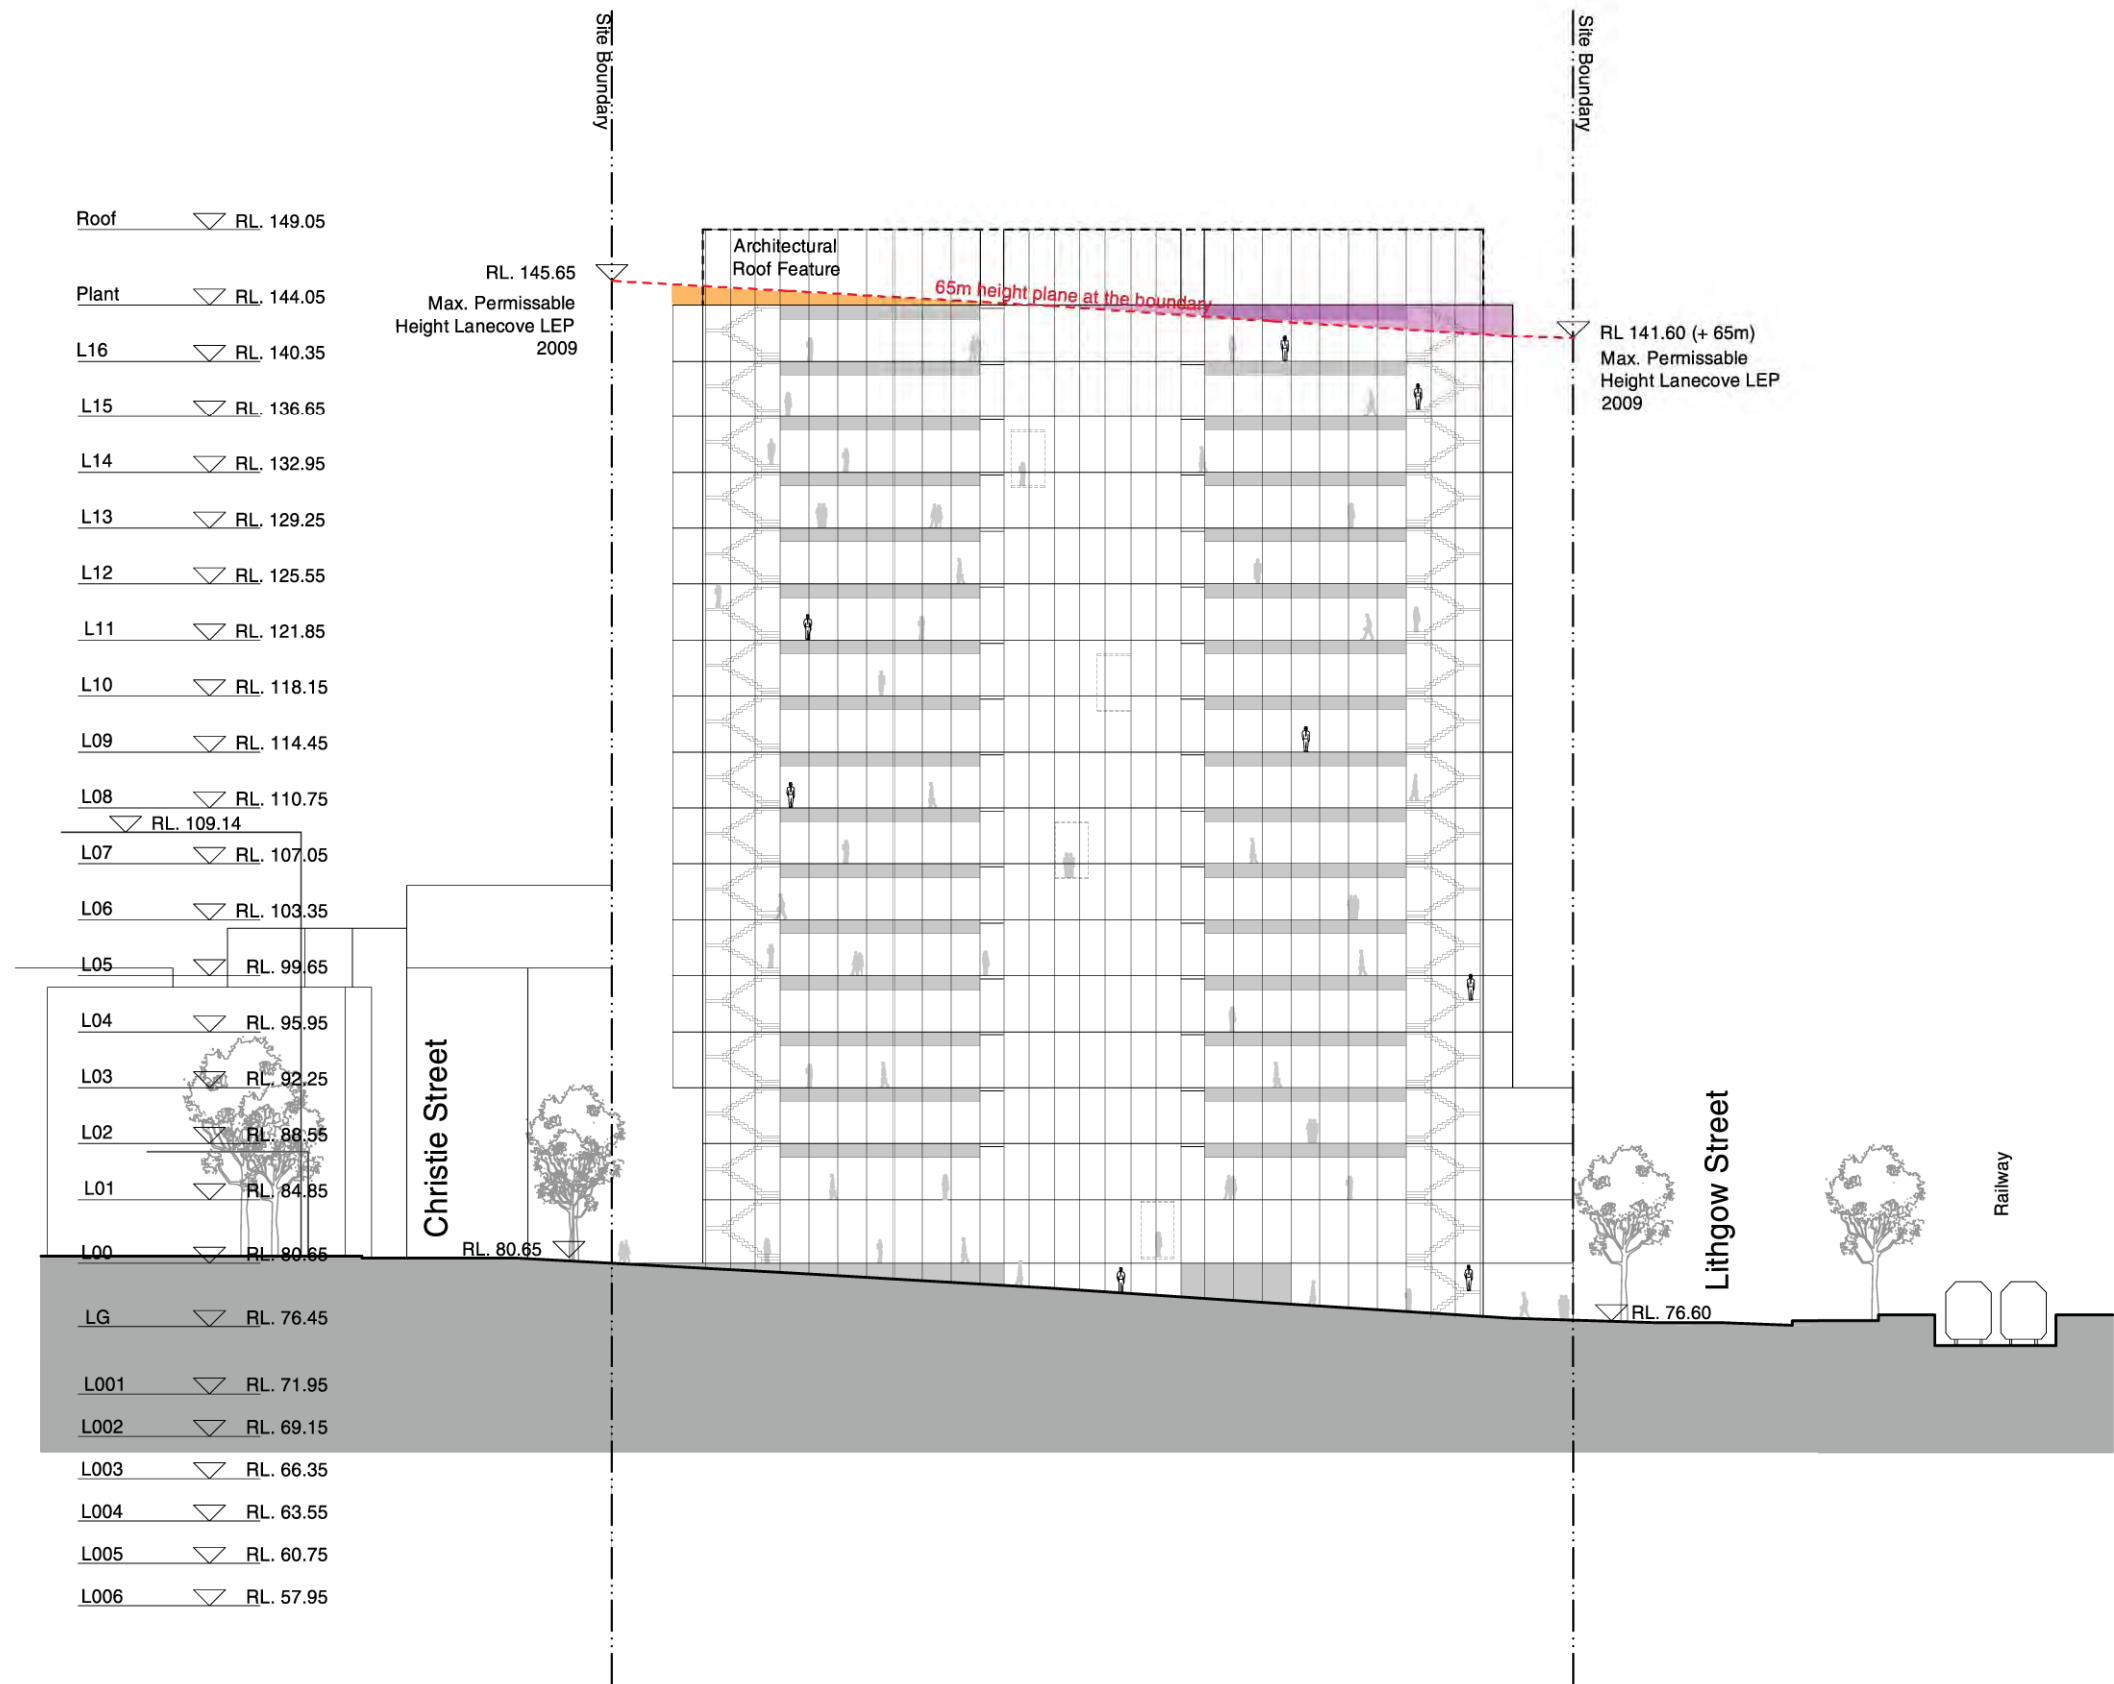 Site Boundary
Site Boundary
Roof RL. 149.05
Architectural
Roof Feature
RL. 145.65
Max. Permissable
Height Lanecove LEP
2009
65m height plane at the boundary
Plant RL. 144.05
RL 141.60 (+ 65m)
Max. Permissable
Height Lanecove LEP
2009
L16 RL. 140.35
L15 RL. 136.65
L14 RL. 132.95
L13 RL. 129.25
L12 RL. 125.55
L11 RL. 121.85
L10 RL. 118.15
L09 RL. 114.45
L08 RL. 110.75
RL. 109.14
L07 RL. 107.05
L06 RL. 103.35
L05 RL. 99.65
L04 RL. 95.95
L03 RL. 92.25
L02 RL. 88.55
L01 RL. 84.85
L00 RL. 80.65
Christie Street
RL. 80.65
Lithgow Street
Railway
RL. 76.60
LG RL. 76.45
L001 RL. 71.95
L002 RL. 69.15
L003 RL. 66.35
L004 RL. 63.55
L005 RL. 60.75
L006 RL. 57.95